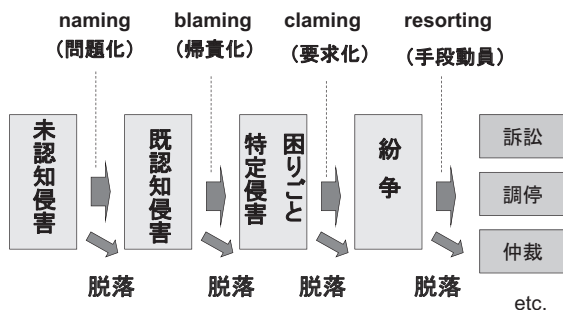 naming
(問題化)
blaming
(帰責化)
claming
(要求化)
resorting
(手段動員)
未認知侵害
既認知侵害
困りごと
特定侵害
紛争
訴訟
調停
仲裁
脱落
脱落
脱落
脱落
etc.